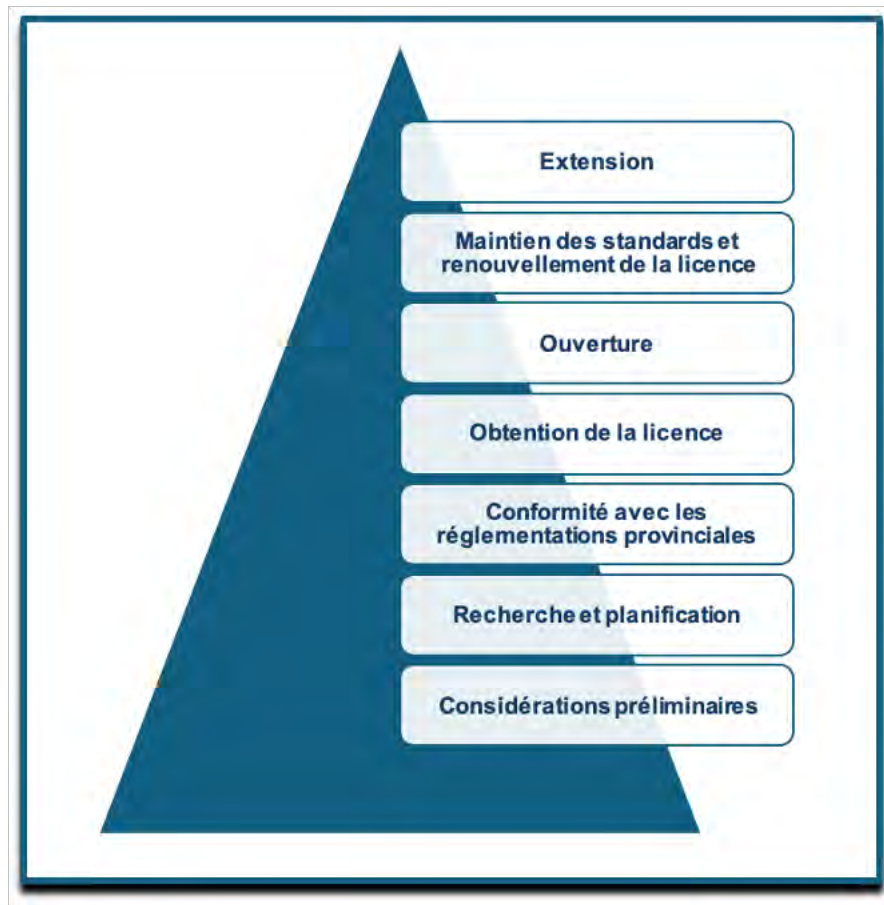 Extension
Maintien des standards et
renouvellement de la licence
Ouverture
Obtention de la licence
Conformité avec les
réglementations provinciales
Recherche et planification
Considérations préliminaires